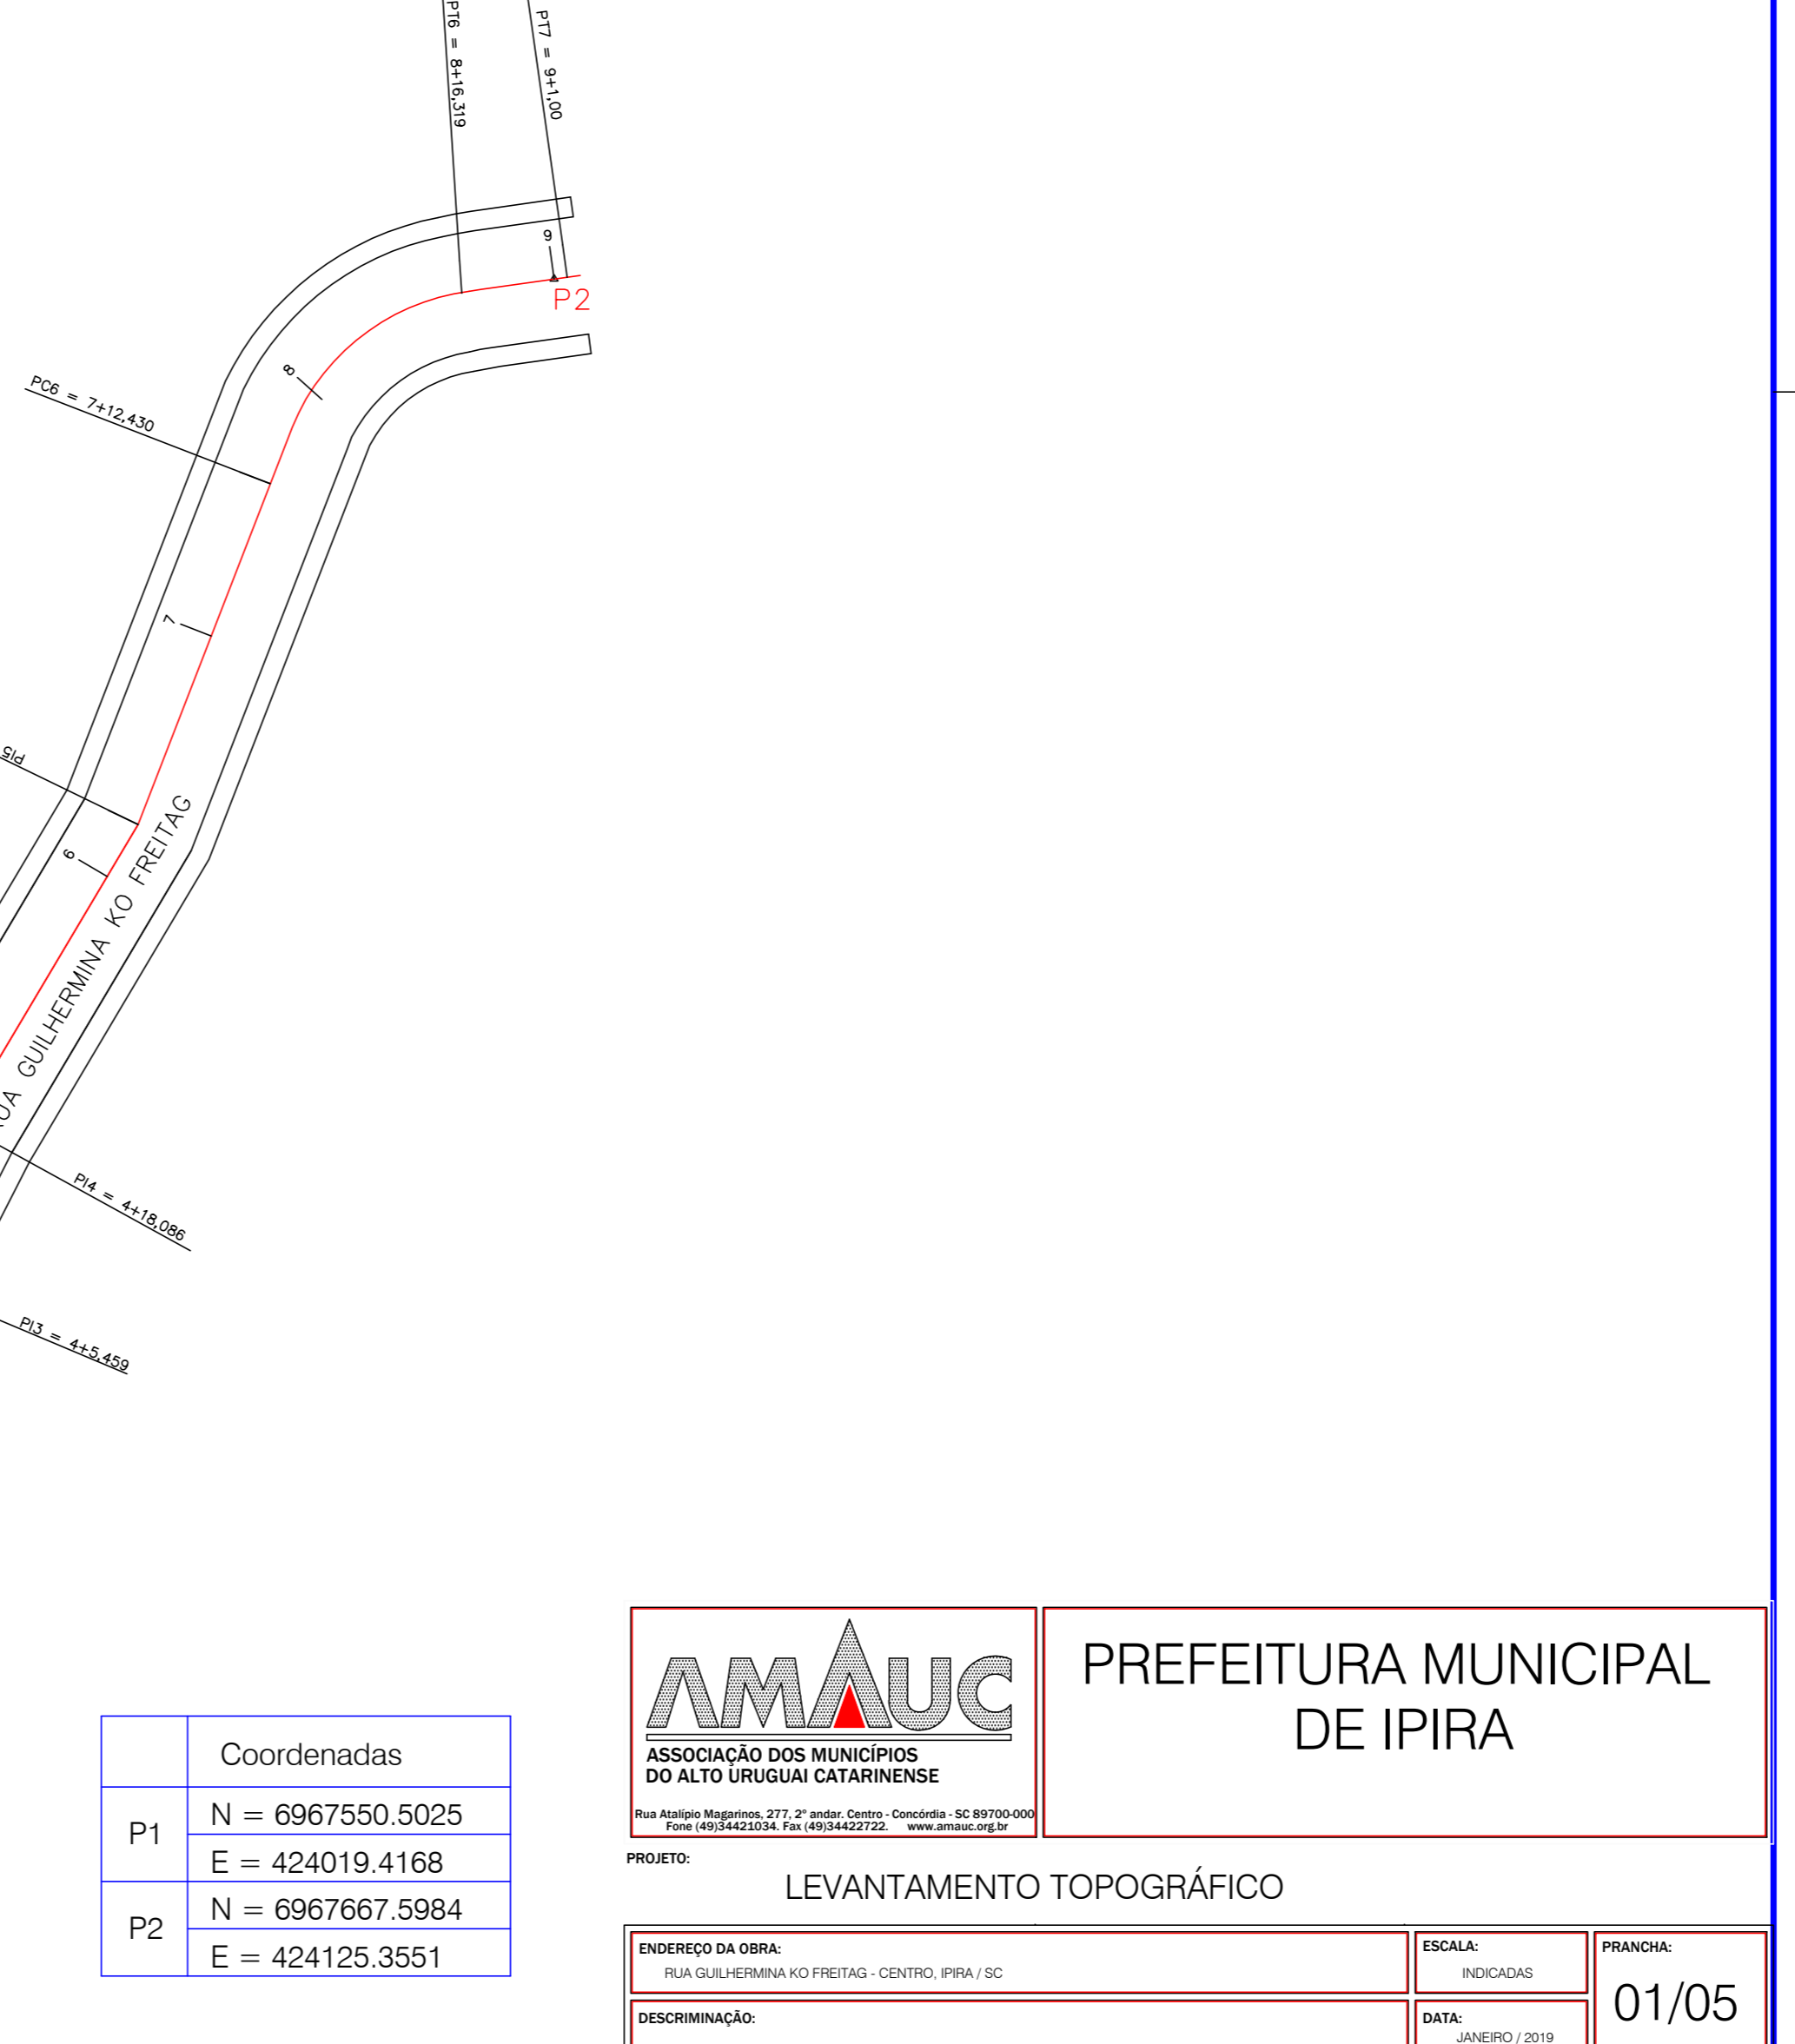 PT6 = 8+16,319
PT7 = 9+1,00
9
P2
8
PC6 = 7+12,430
7
PI5
6
RUA GUILHERMINA KO FREITAG
PI4 = 4+18,086
PI3 = 4+5,459
Coordenadas
P1
N = 6967550.5025
E = 424019.4168
P2
N = 6967667.5984
E = 424125.3551
AMAUC
ASSOCIAÇÃO DOS MUNICÍPIOS
DO ALTO URUGUAI CATARINENSE
Rua Atalípio Magarinos, 277, 2º andar. Centro - Concórdia - SC 89700-000
Fone (49)34421034. Fax (49)34422722. www.amauc.org.br
PREFEITURA MUNICIPAL
DE IPIRA
PROJETO:
LEVANTAMENTO TOPOGRÁFICO
ENDEREÇO DA OBRA:
RUA GUILHERMINA KO FREITAG - CENTRO, IPIRA / SC
ESCALA:
INDICADAS
PRANCHA:
01/05
DESCRIMINAÇÃO:
DATA:
JANEIRO / 2019